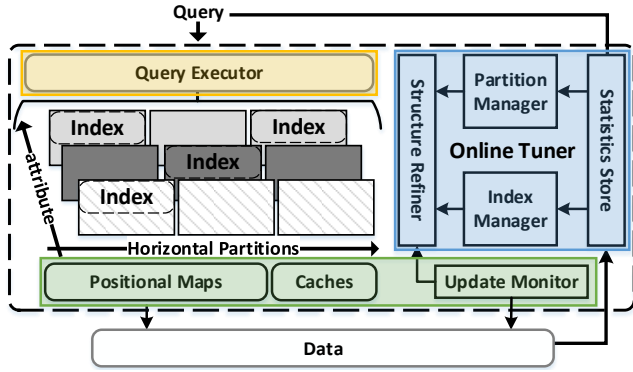 Query
Query Executor
Index
Index
Index
Index
attribute
Horizontal Partitions
Structure Refiner
Partition
Manager
Online Tuner
Index
Manager
Statistics Store
Positional Maps
Caches
Update Monitor
Data